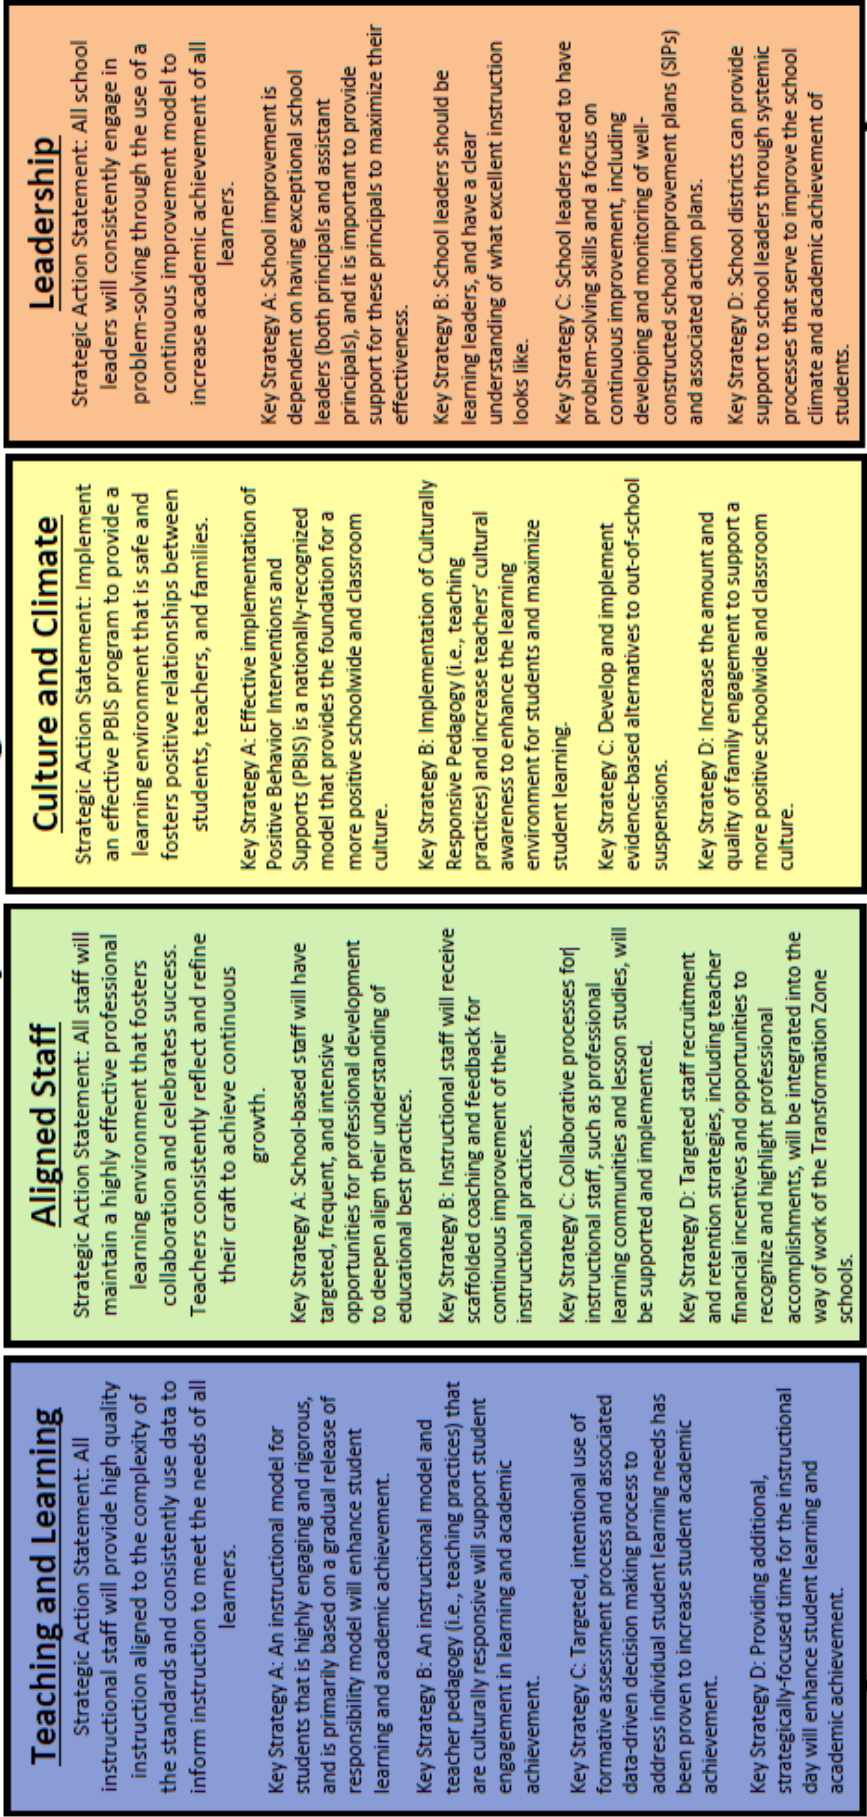 Teaching and Learning
Strategic Action Statement: All
instructional staff will provide high quality
instruction aligned to the complexity of
the standards and consistently use data to
inform instruction to meet the needs of all
learners.
Key Strategy A: An instructional model for
students that is highly engaging and rigorous,
and is primarily based on a gradual release of
responsibility model will enhance student
learning and academic achievement.
Key Strategy B: An instructional model and
teacher pedagogy (i.e., teaching practices) that
are culturally responsive will support student
engagement in learning and academic
achievement.
Key Strategy C: Targeted, intentional use of
formative assessment process and associated
data-driven decision making process to
address individual student learning needs has
been proven to increase student academic
achievement.
Key Strategy D: Providing additional,
strategically-focused time for the instructional
day will enhance student learning and
academic achievement.
Aligned Staff
Strategic Action Statement: All staff will
maintain a highly effective professional
learning environment that fosters
collaboration and celebrates success.
Teachers consistently reflect and refine
their craft to achieve continuous
growth.
Key Strategy A: School-based staff will have
targeted, frequent, and intensive
opportunities for professional development
to deepen align their understanding of
educational best practices.
Key Strategy B: Instructional staff will receive
scaffolded coaching and feedback for
continuous improvement of their
instructional practices.
Key Strategy C: Collaborative processes for
instructional staff, such as professional
learning communities and lesson studies, will
be supported and implemented.
Key Strategy D: Targeted staff recruitment
and retention strategies, including teacher
financial incentives and opportunities to
recognize and highlight professional
accomplishments, will be integrated into the
way of work of the Transformation Zone
schools.
Culture and Climate
Strategic Action Statement: Implement
an effective PBIS program to provide a
learning environment that is safe and
fosters positive relationships between
students, teachers, and families.
Key Strategy A: Effective implementation of
Positive Behavior Interventions and
Supports (PBIS) is a nationally-recognized
model that provides the foundation for a
more positive schoolwide and classroom
culture.
Key Strategy B: Implementation of Culturally
Responsive Pedagogy (i.e., teaching
practices) and increase teachers' cultural
awareness to enhance the learning
environment for students and maximize
student learning.
Key Strategy C: Develop and implement
evidence-based alternatives to out-of-school
suspensions.
Key Strategy D: Increase the amount and
quality of family engagement to support a
more positive schoolwide and classroom
culture.
Leadership
Strategic Action Statement: All school
leaders will consistently engage in
problem-solving through the use of a
continuous improvement model to
increase academic achievement of all
learners.
Key Strategy A: School improvement is
dependent on having exceptional school
leaders (both principals and assistant
principals), and it is important to provide
support for these principals to maximize their
effectiveness.
Key Strategy B: School leaders should be
learning leaders, and have a clear
understanding of what excellent instruction
looks like.
Key Strategy C: School leaders need to have
problem-solving skills and a focus on
continuous improvement, including
developing and monitoring of well-
constructed school improvement plans (SIPs)
and associated action plans.
Key Strategy D: School districts can provide
support to school leaders through systemic
processes that serve to improve the school
climate and academic achievement of
students.